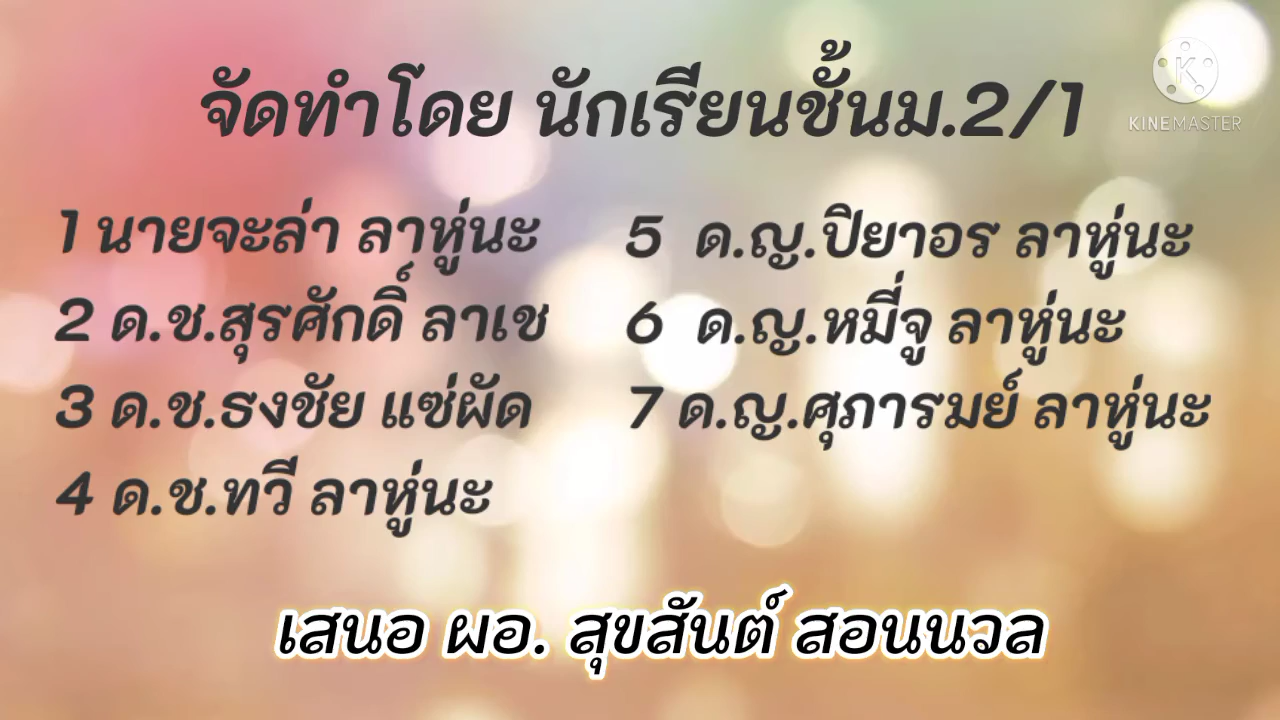 จัดทำโดย นักเรียนชั้นม.2/1
KINEMASTER
1 นายจะล่า ลาหู่นะ
2 ด.ช.สุรศักดิ์ ลาเช
3 ด.ช.ธงชัย แซ่ผัด
4 ด.ช.ทวี ลาหู่นะ
5 ด.ญ.ปิยาอร ลาหู่นะ
6 ด.ญ.หมี่จู ลาหู่นะ
7 ด.ญ.ศุภารมย์ ลาหู่นะ
เสนอ ผอ. สุขสันต์ สอนนวล